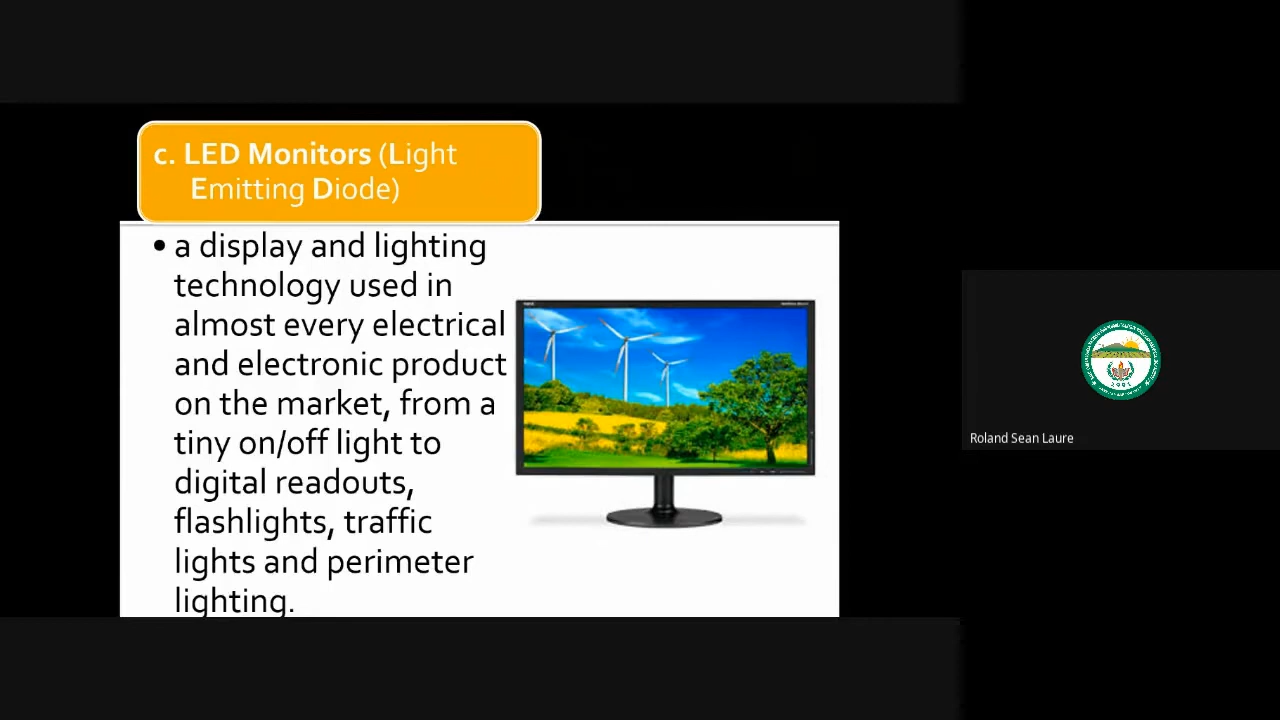 c. LED Monitors (Light
Emitting Diode)
• a display and lighting
technology used in
almost every electrical
and electronic product
on the market, from a
tiny on/off light to
digital readouts,
flashlights, traffic
lights and perimeter
lighting.
Roland Sean Laure